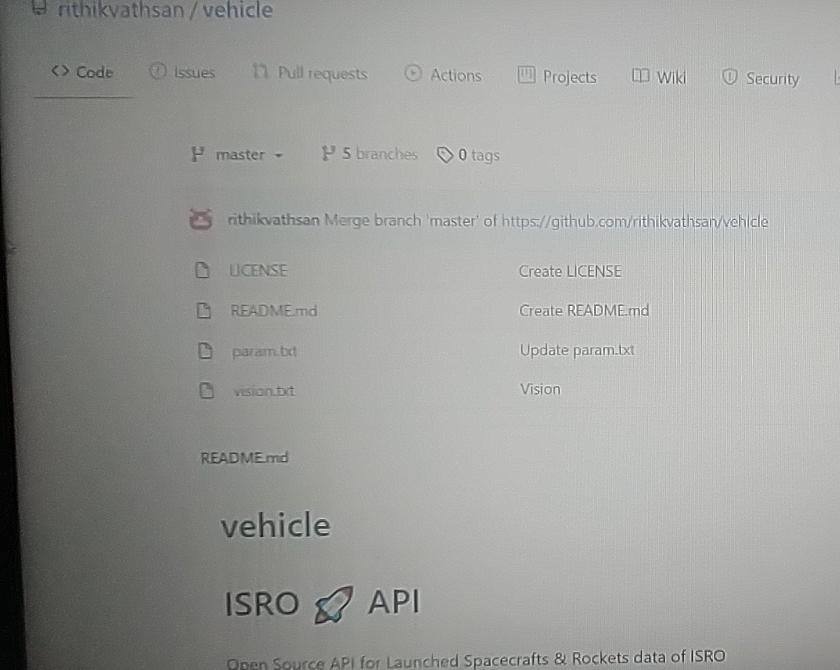 rithikvathsan / vehicle
<> Code Issues Pull requests Actions Projects Wiki Security
master 5 branches 0 tags
rithikvathsan Merge branch 'master' of https://github.com/rithikvathsan/vehicle
LICENSE Create LICENSE
README.md Create README.md
param.txt Update param.txt
vision.txt Vision
README.md
vehicle
ISRO 🚀 API
Open Source API for Launched Spacecrafts & Rockets data of ISRO